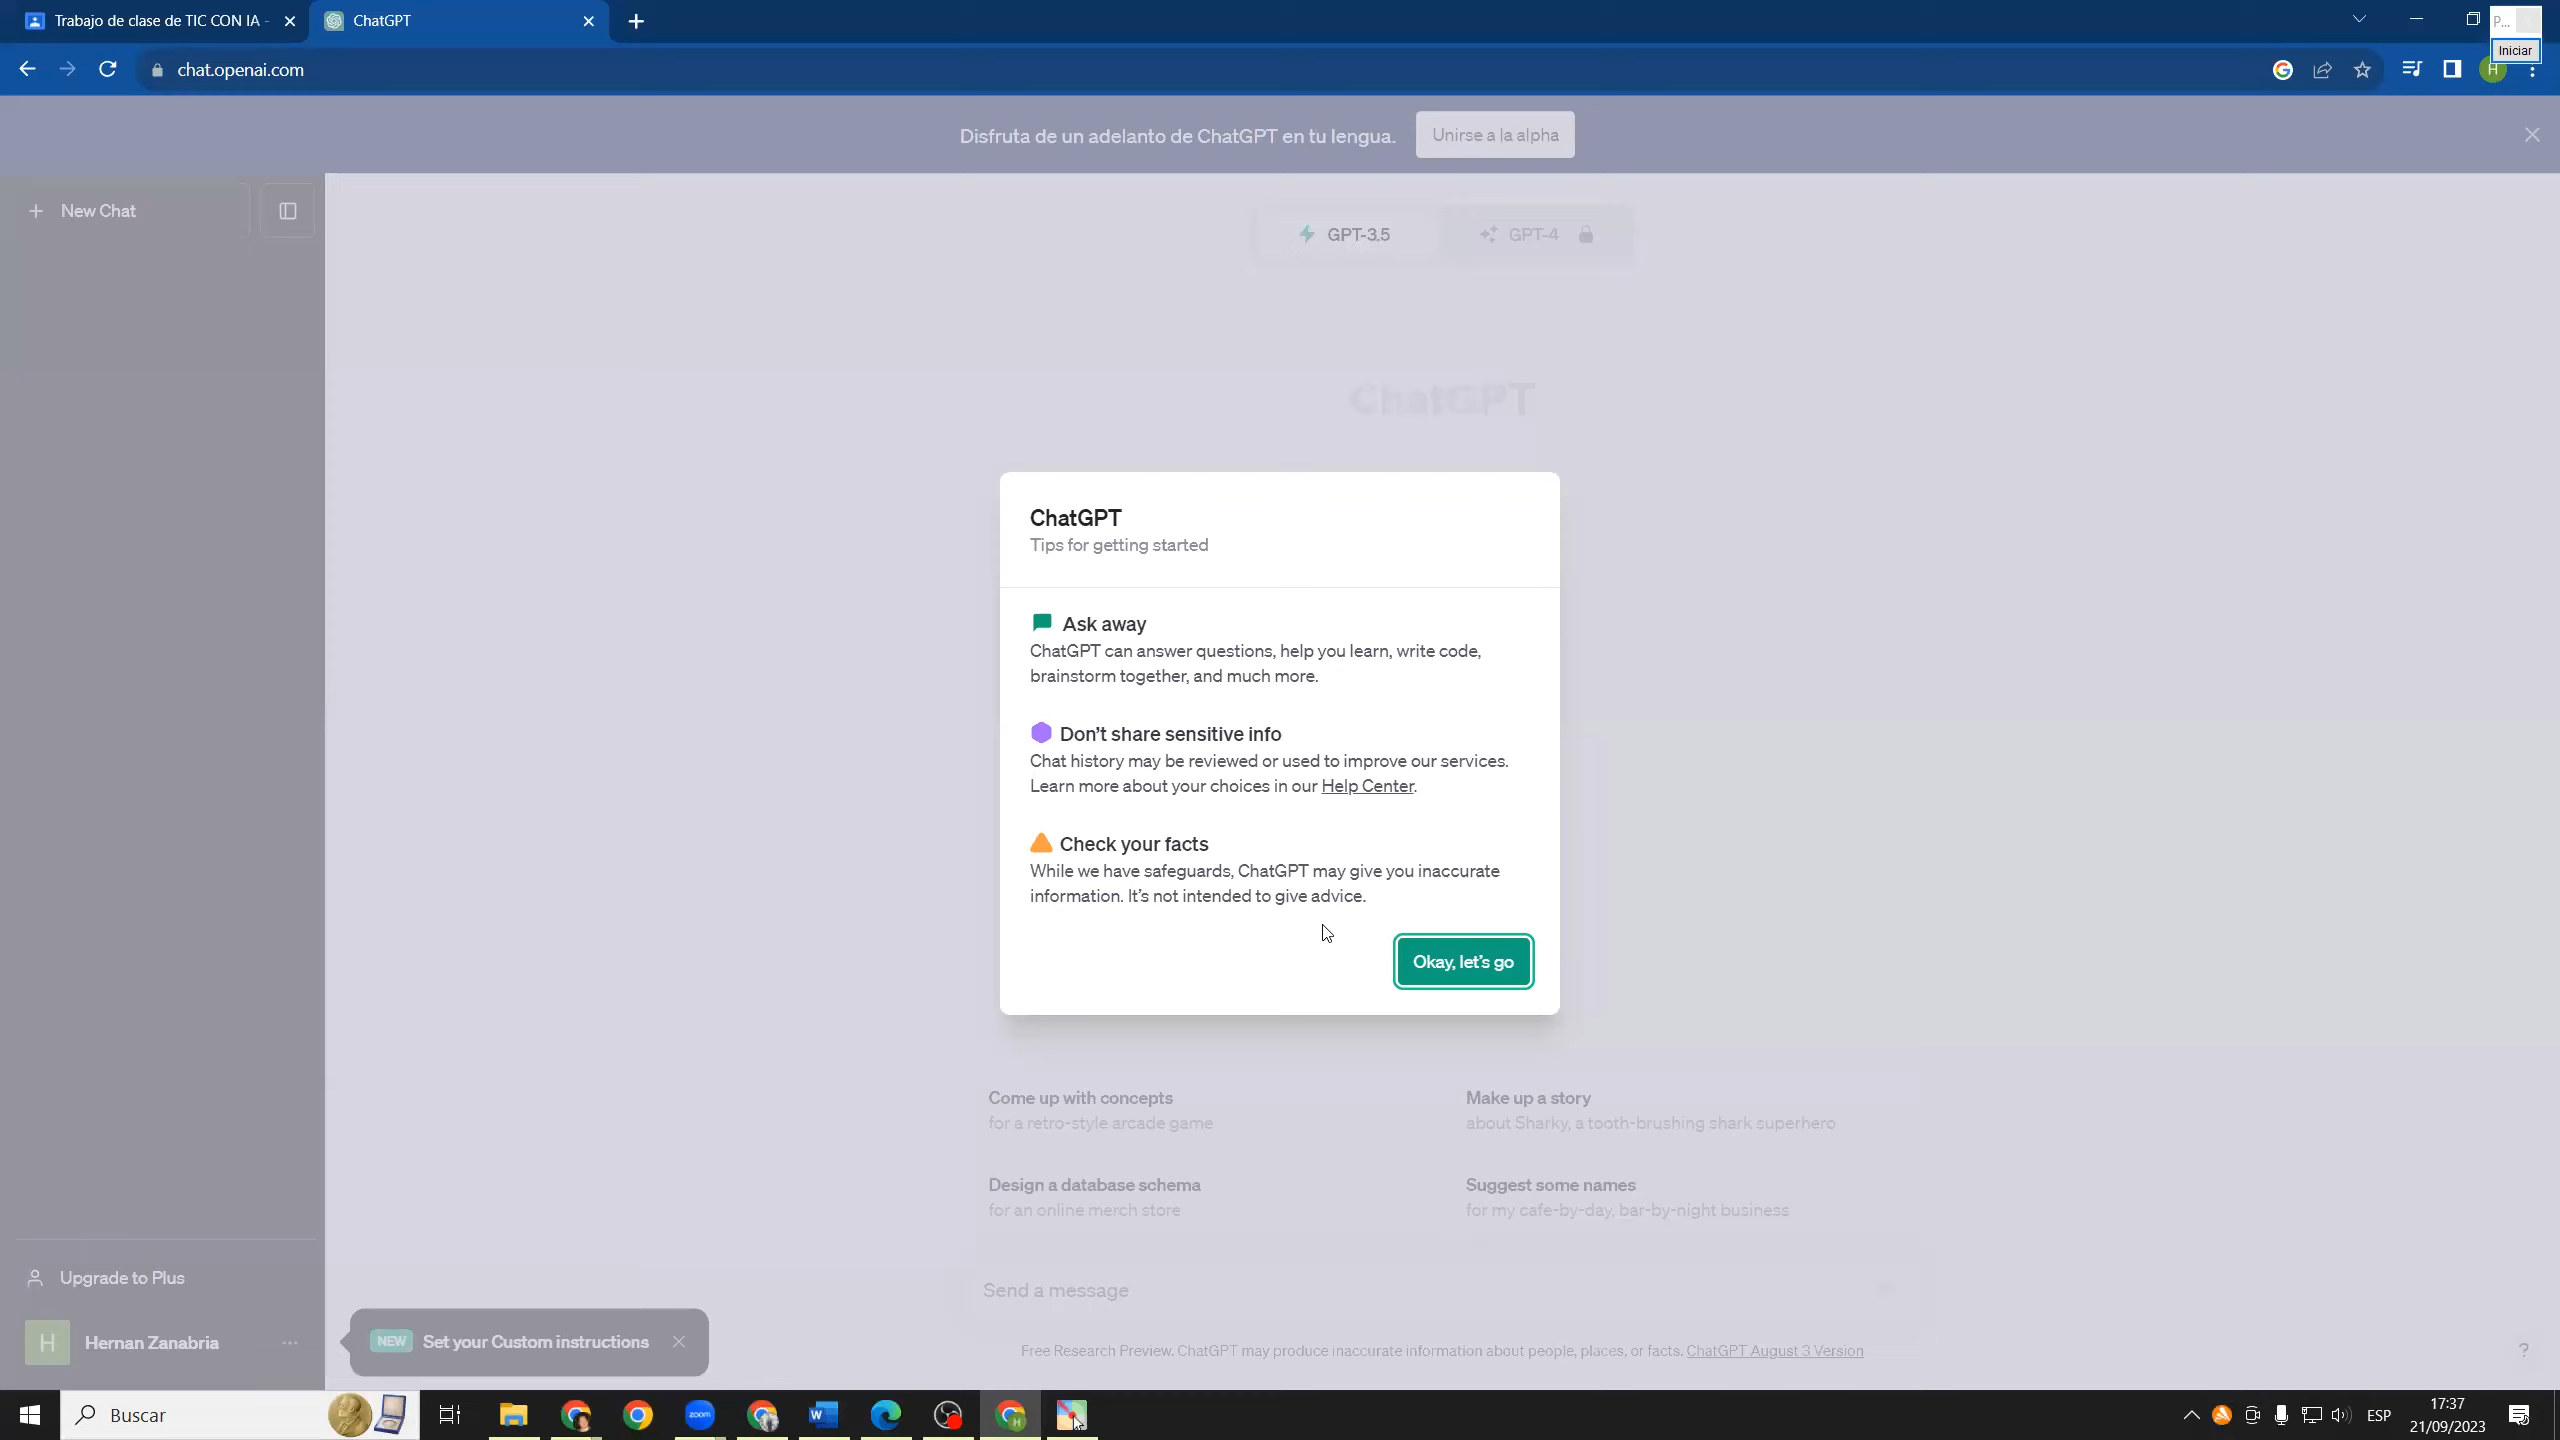 Trabajo de clase de TIC CON IA -
ChatGPT
P...
Iniciar
chat.openai.com
H
Disfruta de un adelanto de ChatGPT en tu lengua.
Unirse a la alpha
New Chat
GPT-3.5
GPT-4
ChatGPT
ChatGPT
Tips for getting started
Ask away
ChatGPT can answer questions, help you learn, write code,
brainstorm together, and much more.
Don't share sensitive info
Chat history may be reviewed or used to improve our services.
Learn more about your choices in our Help Center.
Check your facts
While we have safeguards, ChatGPT may give you inaccurate
information. It's not intended to give advice.
Okay, let's go
Come up with concepts
for a retro-style arcade game
Make up a story
about Sharky, a tooth-brushing shark superhero
Design a database schema
for an online merch store
Suggest some names
for my cafe-by-day, bar-by-night business
Upgrade to Plus
Send a message
H
Hernan Zanabria
NEW Set your Custom instructions
Free Research Preview. ChatGPT may produce inaccurate information about people, places, or facts. ChatGPT August 3 Version
?
Buscar
zoom
W
H
ESP
17:37
21/09/2023